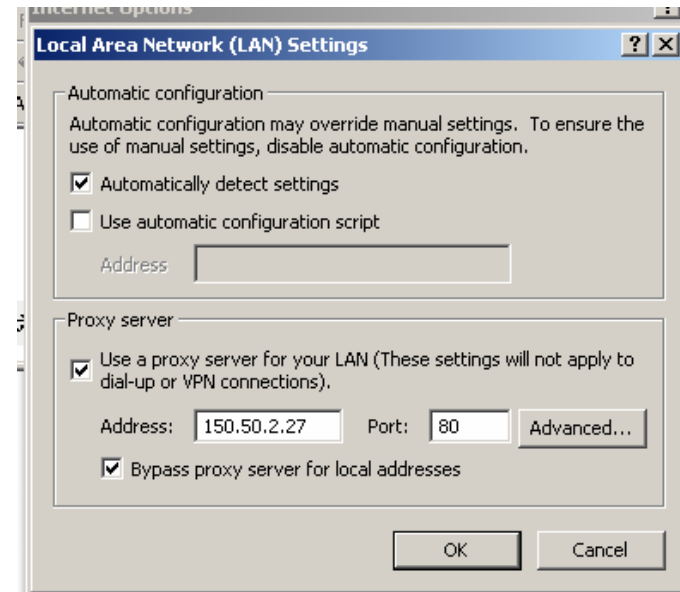 Internet Options
Local Area Network (LAN) Settings
Automatic configuration
Automatic configuration may override manual settings. To ensure the
use of manual settings, disable automatic configuration.
Automatically detect settings
Use automatic configuration script
Address
Proxy server
Use a proxy server for your LAN (These settings will not apply to
dial-up or VPN connections).
Address: 150.50.2.27 Port: 80 Advanced...
Bypass proxy server for local addresses
OK Cancel